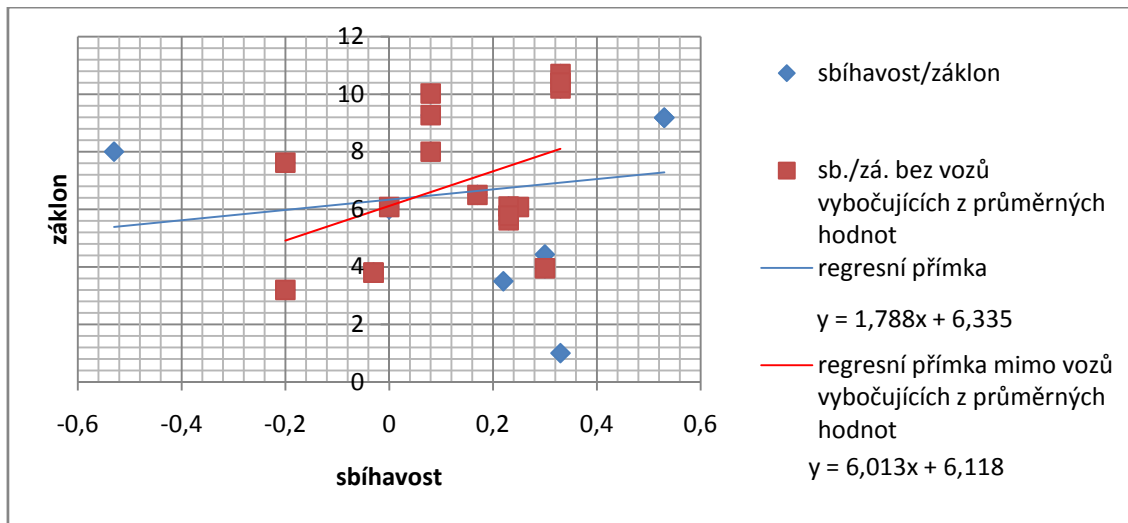 12
10
8
6
4
2
0
-0,6
-0,4
-0,2
0
0,2
0,4
0,6
záklon
sbíhavost
sbíhavost/záklon
sb./zá. bez vozů
vybočujících z průměrných
hodnot
regresní přímka
y = 1,788x + 6,335
regresní přímka mimo vozů
vybočujících z průměrných
hodnot
y = 6,013x + 6,118